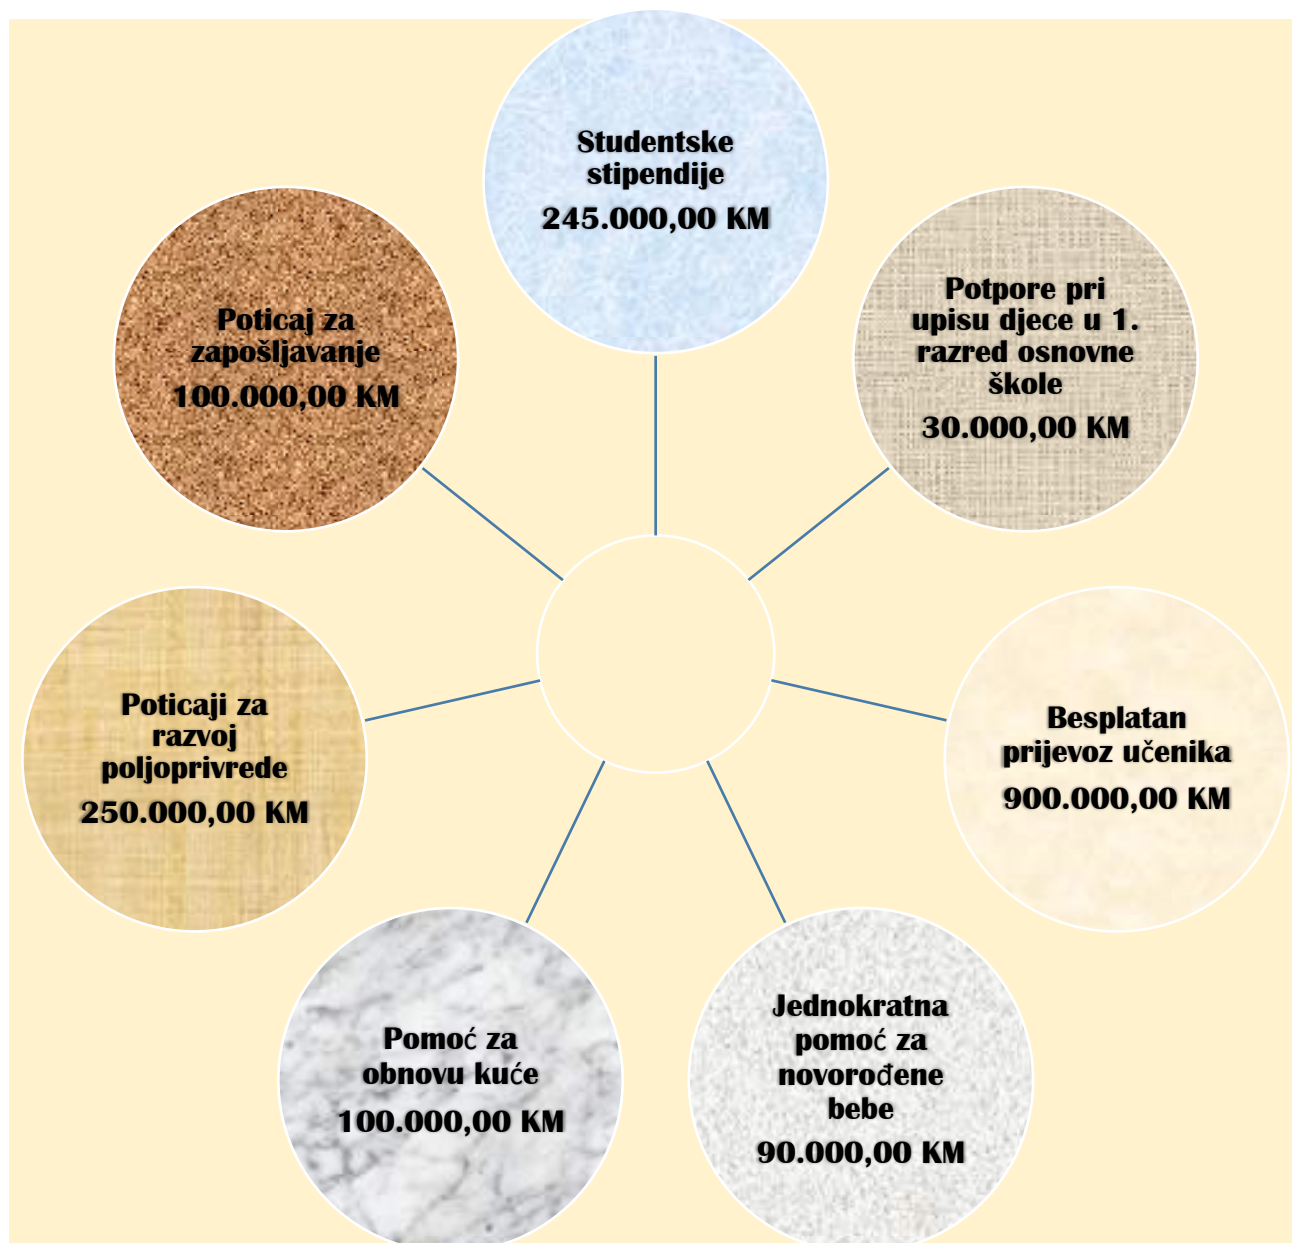 Studentske
stipendije
245.000,00 KM
Potpore pri
upisu djece u 1.
razred osnovne
škole
30.000,00 KM
Besplatan
prijevoz učenika
900.000,00 KM
Jednokratna
pomoć za
novorođene
bebe
90.000,00 KM
Pomoć za
obnovu kuće
100.000,00 KM
Poticaji za
razvoj
poljoprivrede
250.000,00 KM
Poticaj za
zapošljavanje
100.000,00 KM